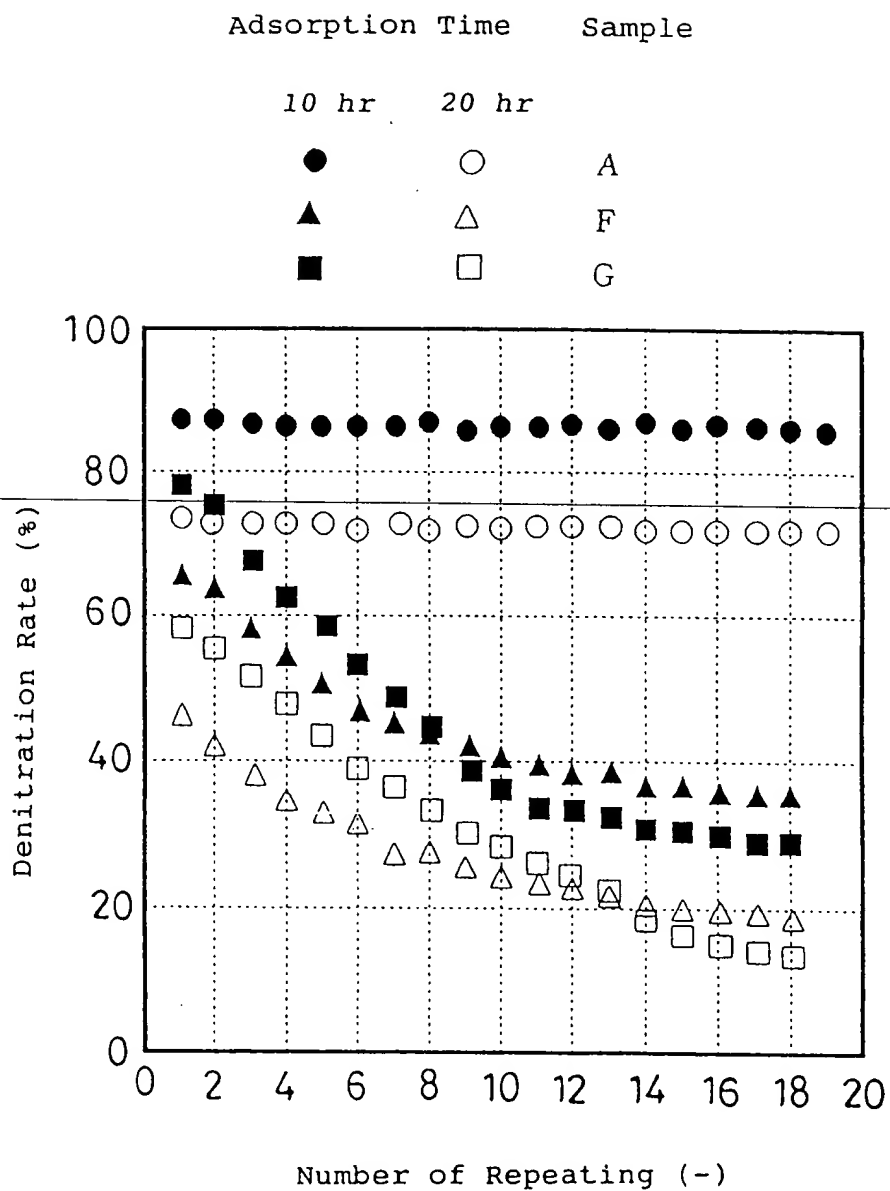 Adsorption Time Sample
10 hr 20 hr
A
F
G
100
80
60
40
20
0
Denitration Rate (%)
0 2 4 6 8 10 12 14 16 18 20
Number of Repeating (-)